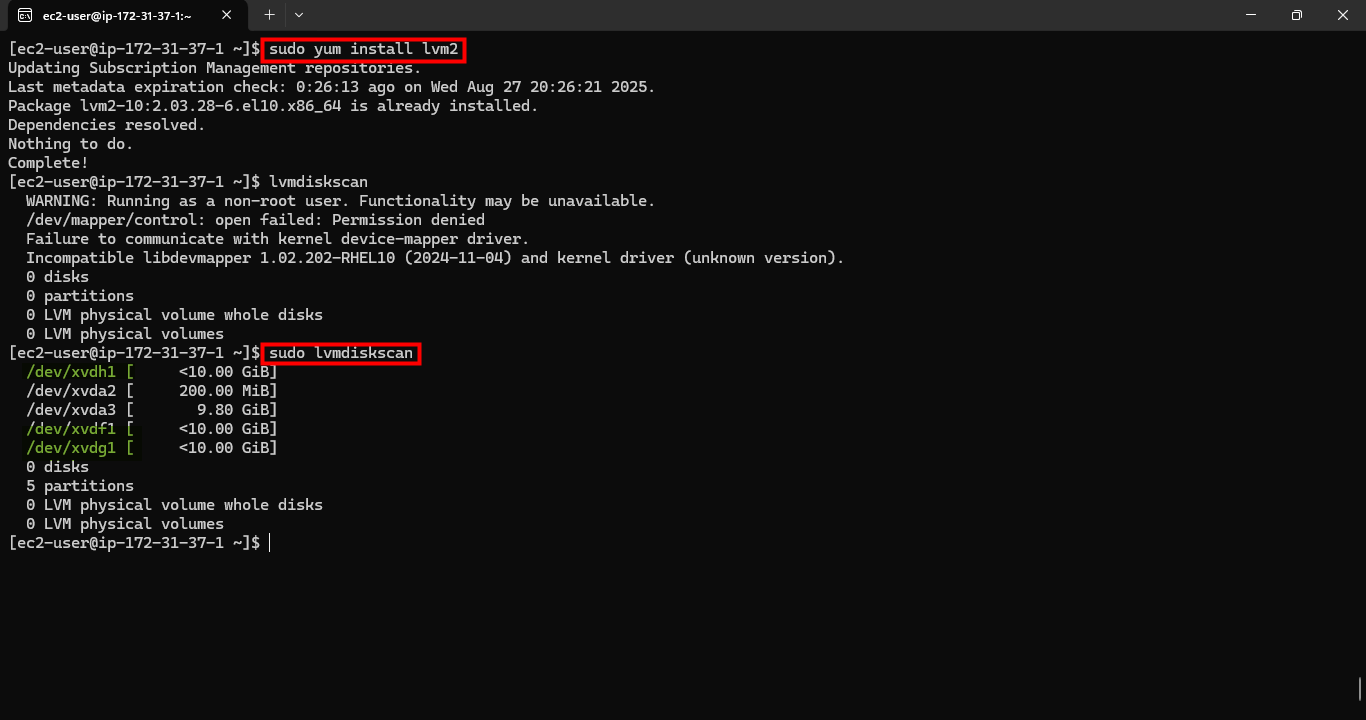 ec2-user@ip-172-31-37-1:~
[ec2-user@ip-172-31-37-1 ~]$ sudo yum install lvm2
Updating Subscription Management repositories.
Last metadata expiration check: 0:26:13 ago on Wed Aug 27 20:26:21 2025.
Package lvm2-10:2.03.28-6.el10.x86_64 is already installed.
Dependencies resolved.
Nothing to do.
Complete!
[ec2-user@ip-172-31-37-1 ~]$ lvmdiskscan
  WARNING: Running as a non-root user. Functionality may be unavailable.
  /dev/mapper/control: open failed: Permission denied
  Failure to communicate with kernel device-mapper driver.
  Incompatible libdevmapper 1.02.202-RHEL10 (2024-11-04) and kernel driver (unknown version).
  0 disks
  0 partitions
  0 LVM physical volume whole disks
  0 LVM physical volumes
[ec2-user@ip-172-31-37-1 ~]$ sudo lvmdiskscan
  /dev/xvdh1 [     <10.00 GiB]
  /dev/xvda2 [     200.00 MiB]
  /dev/xvda3 [       9.80 GiB]
  /dev/xvdf1 [     <10.00 GiB]
  /dev/xvdg1 [     <10.00 GiB]
  0 disks
  5 partitions
  0 LVM physical volume whole disks
  0 LVM physical volumes
[ec2-user@ip-172-31-37-1 ~]$